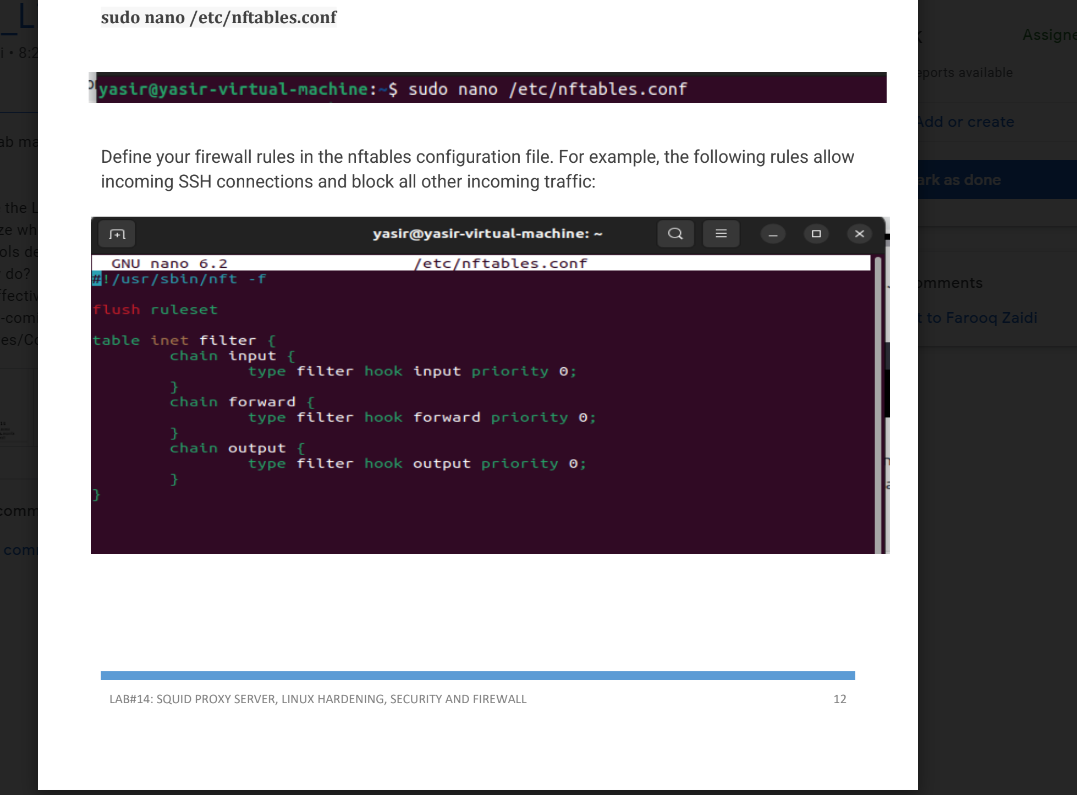 sudo nano /etc/nftables.conf
yasir@yasir-virtual-machine:~$ sudo nano /etc/nftables.conf
Define your firewall rules in the nftables configuration file. For example, the following rules allow
incoming SSH connections and block all other incoming traffic:
yasir@yasir-virtual-machine: ~
GNU nano 6.2 /etc/nftables.conf
#!/usr/sbin/nft -f
flush ruleset
table inet filter {
chain input {
type filter hook input priority 0;
}
chain forward {
type filter hook forward priority 0;
}
chain output {
type filter hook output priority 0;
}
}
LAB#14: SQUID PROXY SERVER, LINUX HARDENING, SECURITY AND FIREWALL 12
Assigne
ports available
Add or create
ark as done
mments
t to Farooq Zaidi